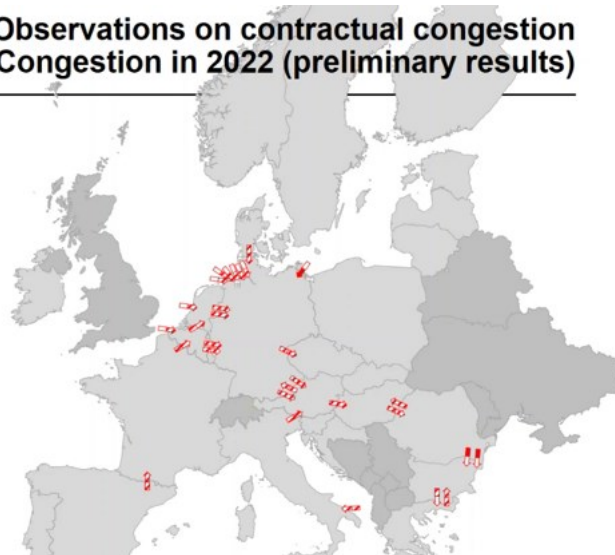 Observations on contractual congestion
Congestion in 2022 (preliminary results)